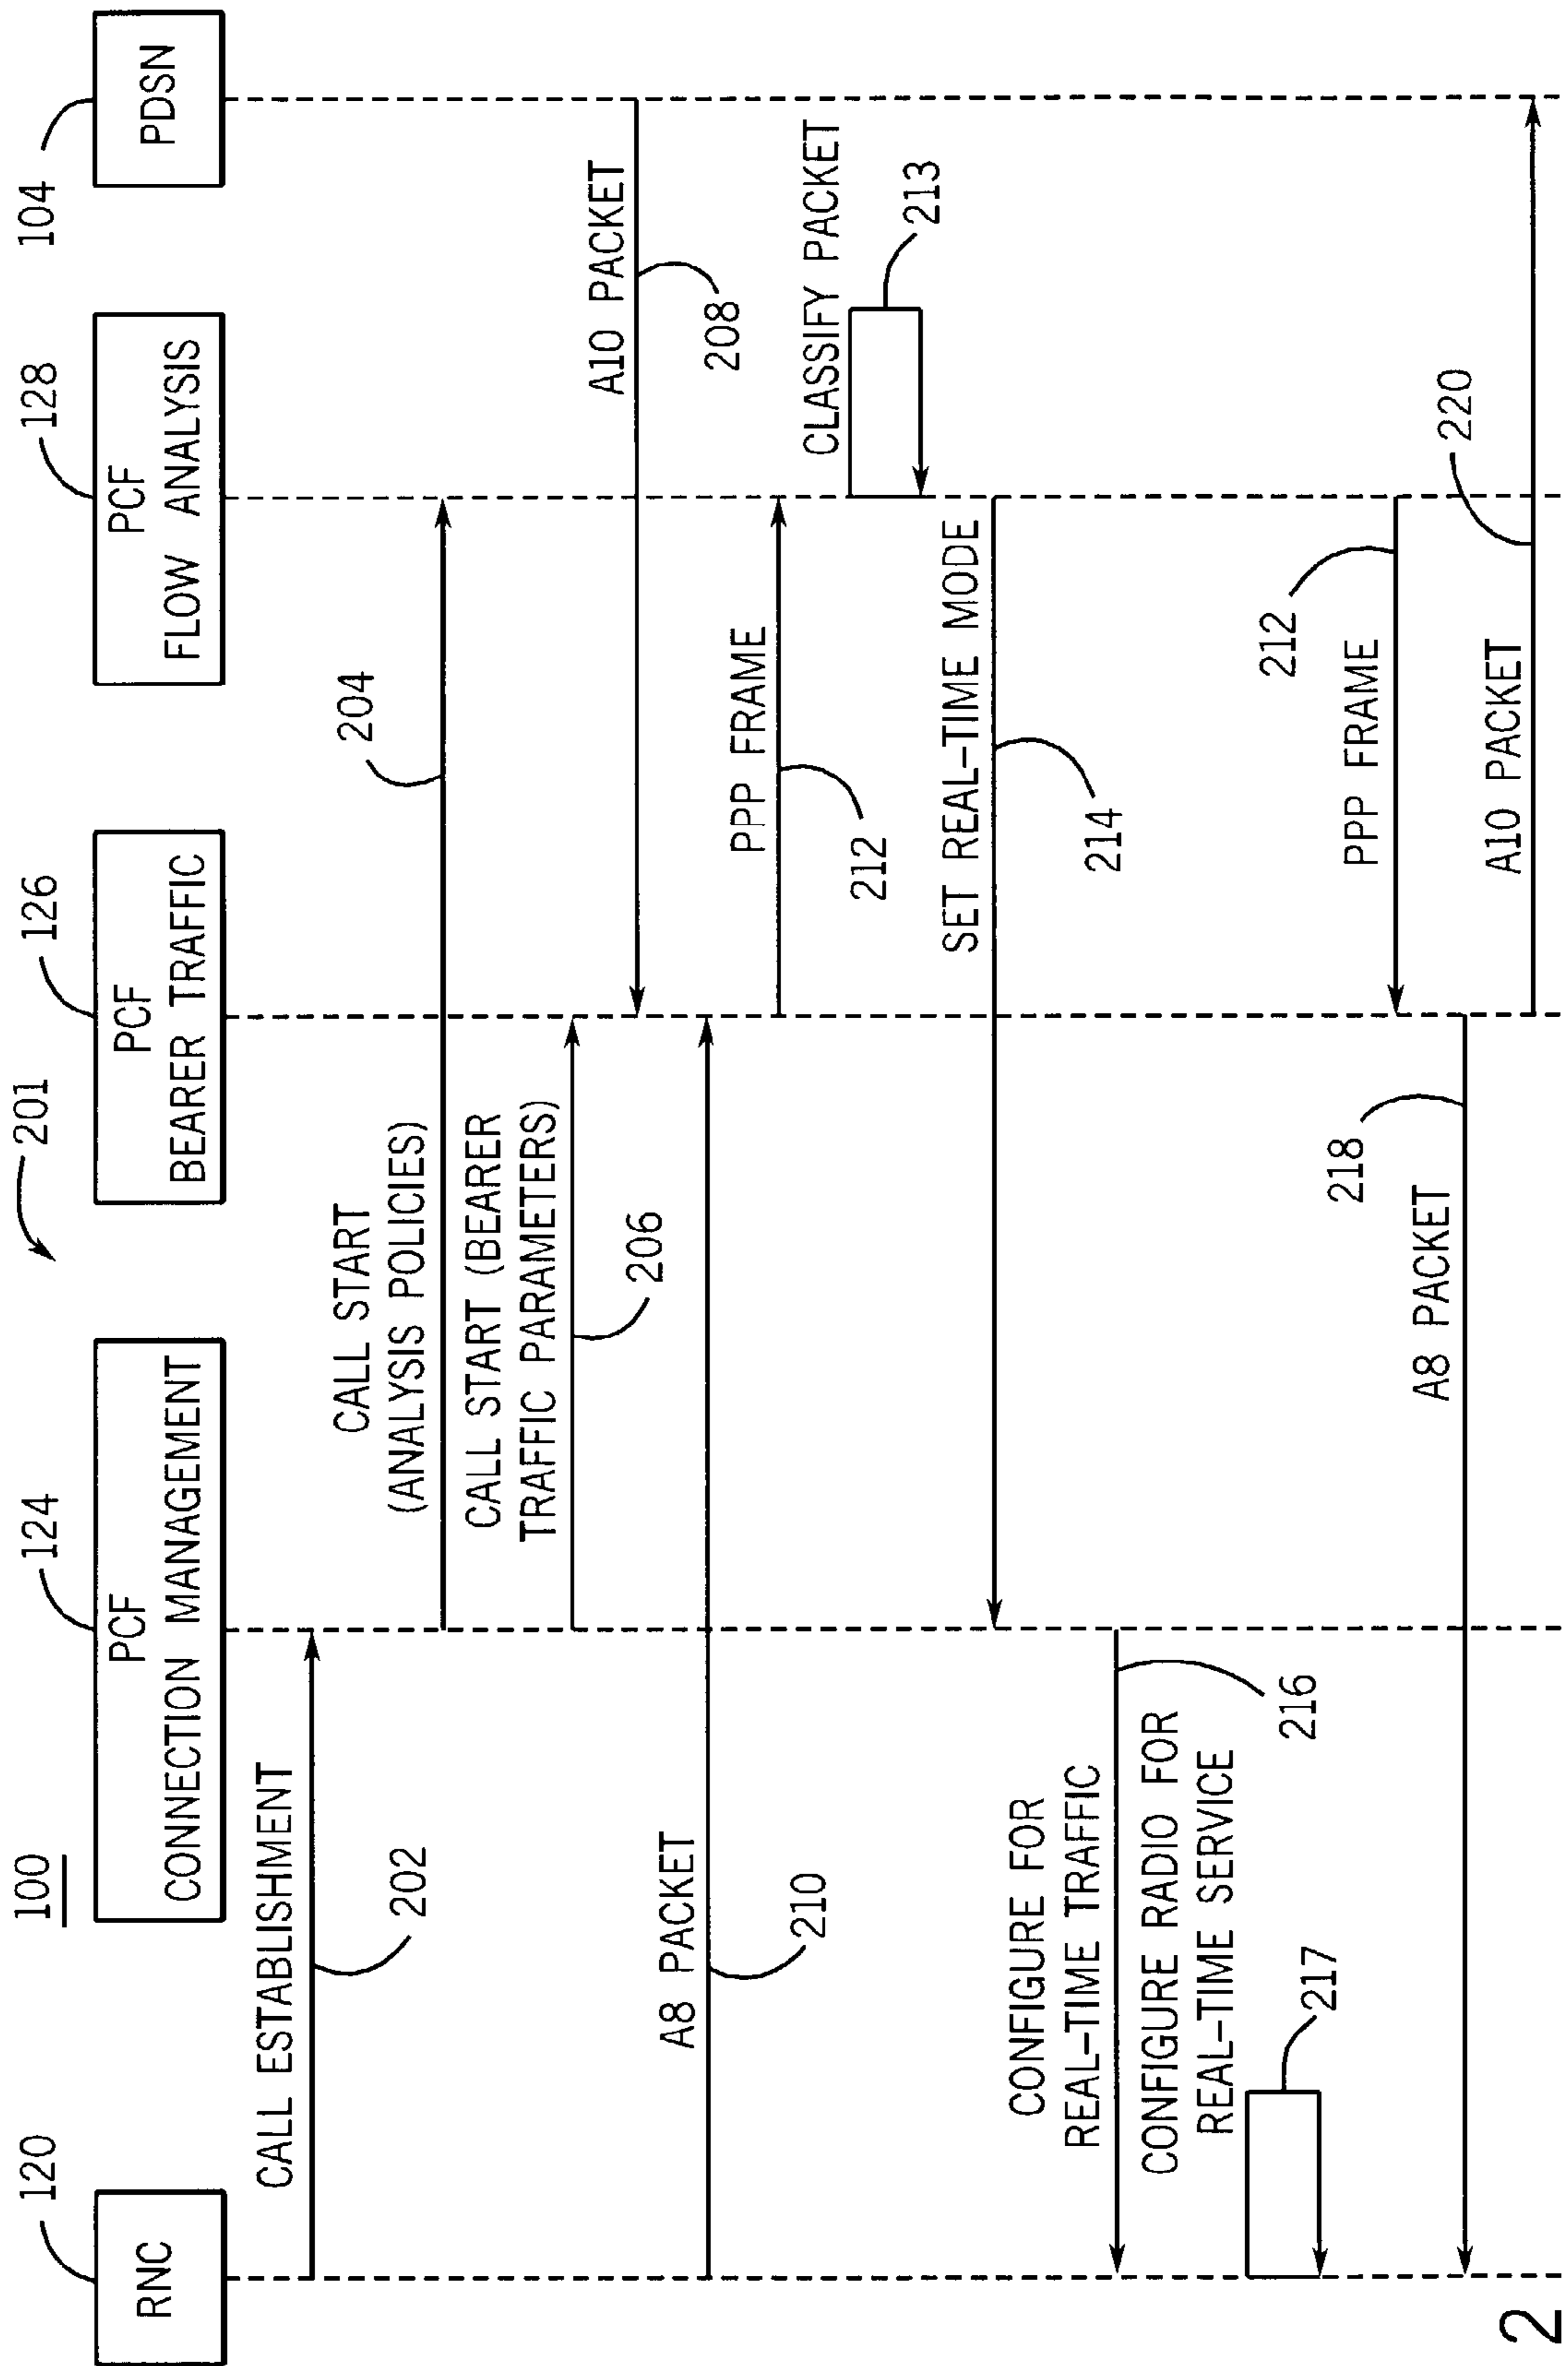 100
201
120
RNC
124
PCF
CONNECTION MANAGEMENT
126
PCF
BEARER TRAFFIC
128
PCF
FLOW ANALYSIS
104
PDSN
CALL ESTABLISHMENT
202
CALL START
(ANALYSIS POLICIES)
204
CALL START (BEARER
TRAFFIC PARAMETERS)
206
A10 PACKET
208
A8 PACKET
210
PPP FRAME
212
CLASSIFY PACKET
213
SET REAL-TIME MODE
214
CONFIGURE FOR
REAL-TIME TRAFFIC
216
CONFIGURE RADIO FOR
REAL-TIME SERVICE
217
212
PPP FRAME
218
A8 PACKET
A10 PACKET
220
2